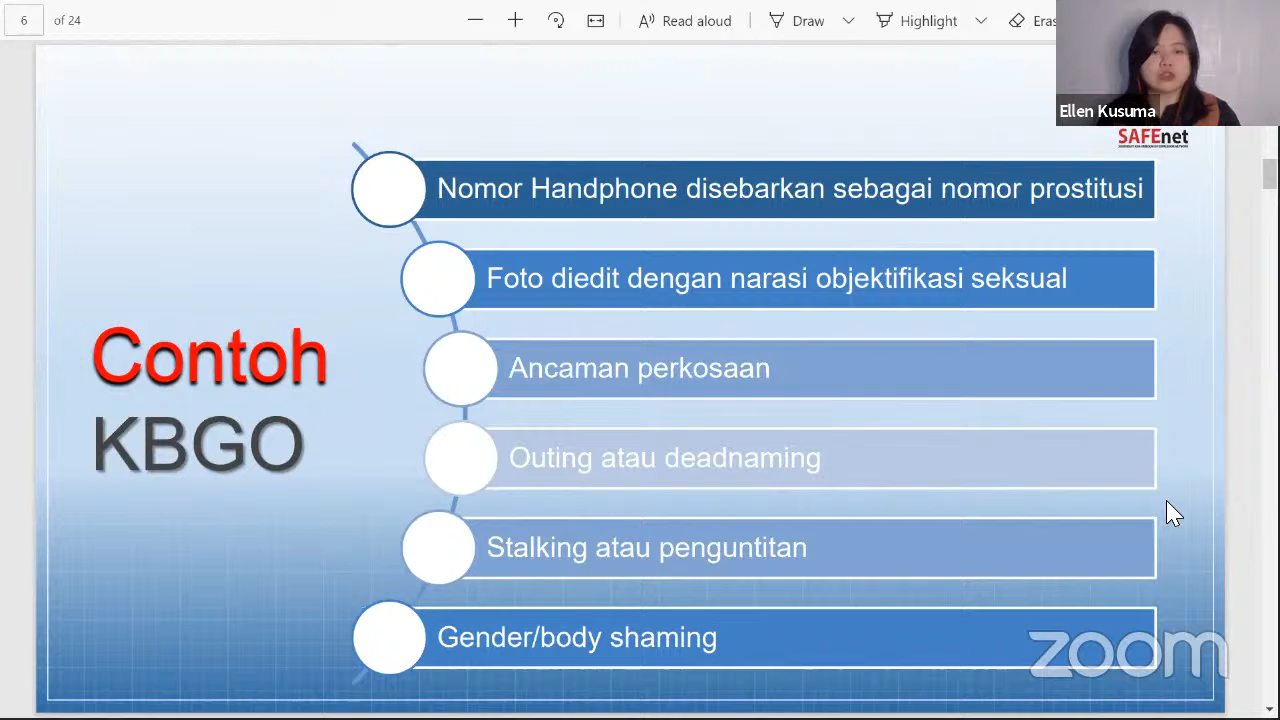 6 of 24
Read aloud
Draw
Highlight
Eras
Ellen Kusuma
SAFEnet
Nomor Handphone disebarkan sebagai nomor prostitusi
Foto diedit dengan narasi objektifikasi seksual
Ancaman perkosaan
Contoh
KBGO
Outing atau deadnaming
Stalking atau penguntitan
Gender/body shaming
zoom